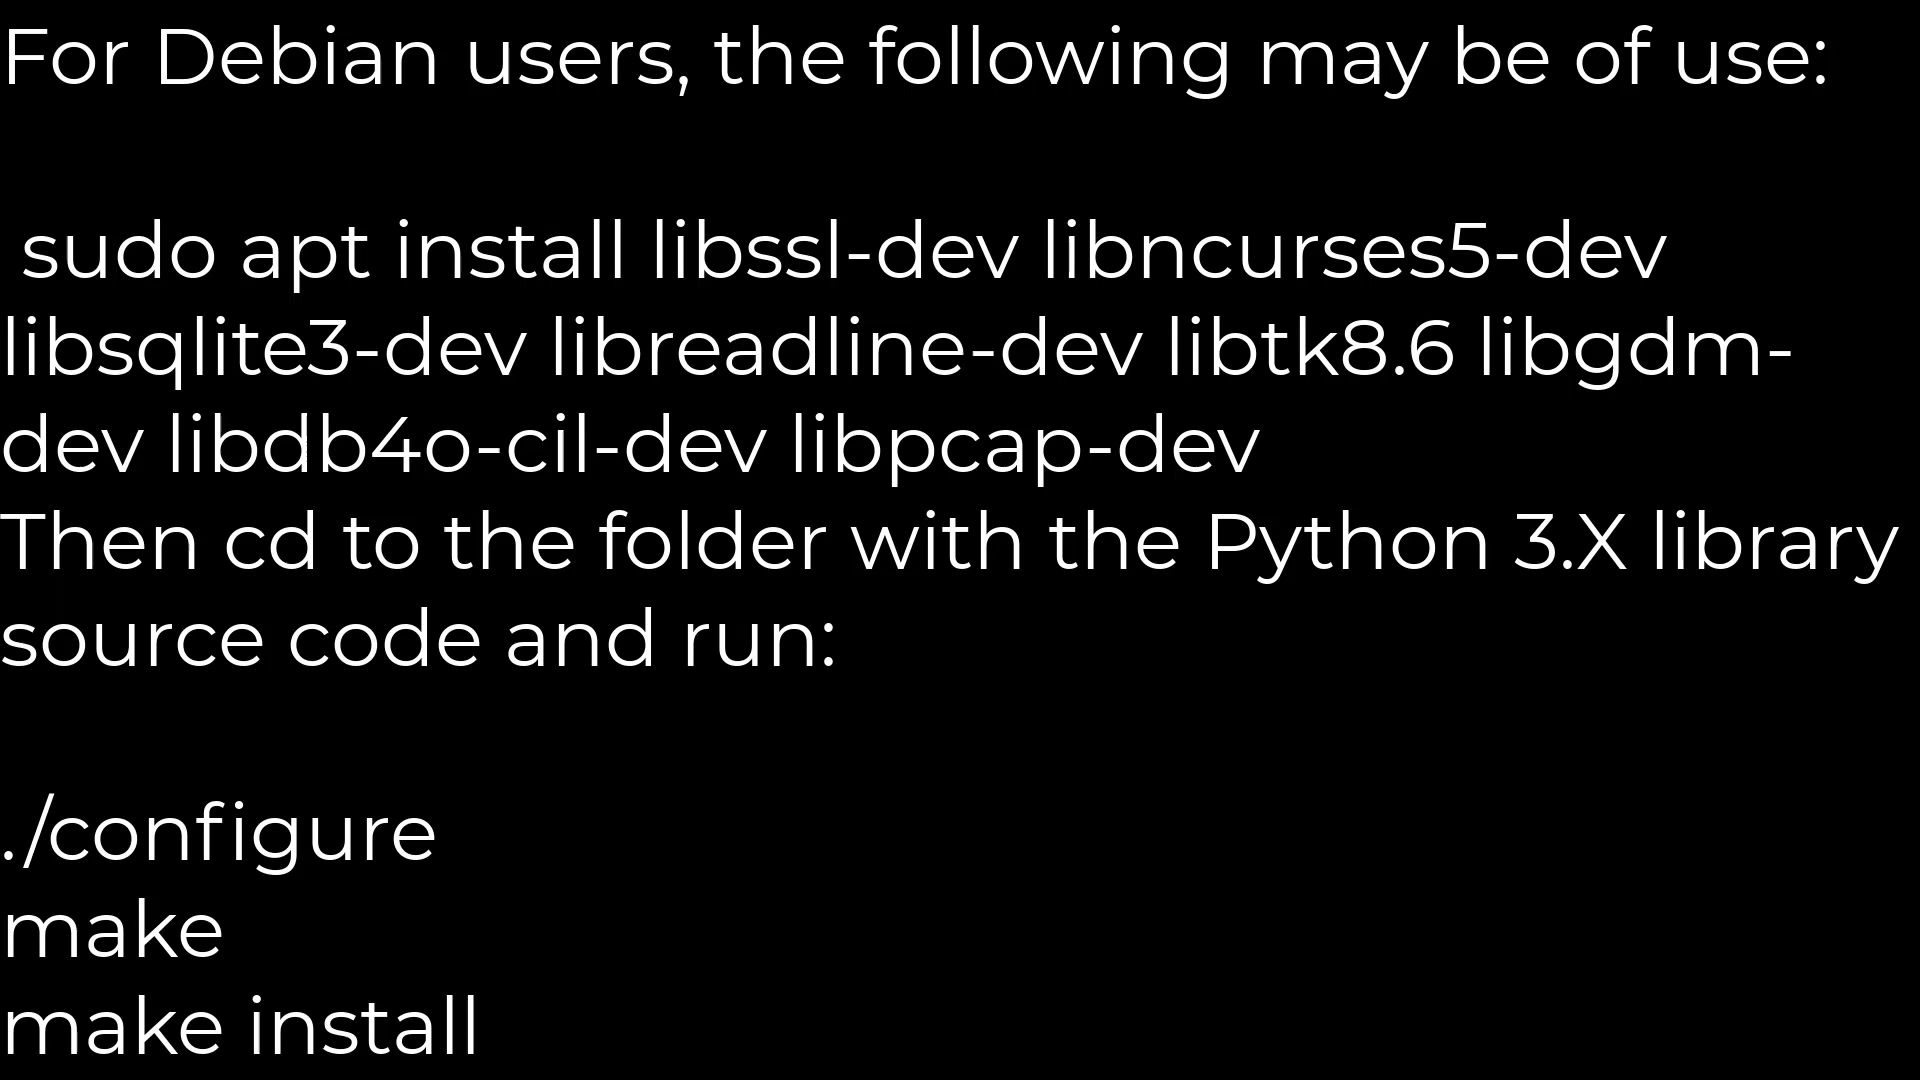 For Debian users, the following may be of use:
sudo apt install libssl-dev libncurses5-dev
libsqlite3-dev libreadline-dev libtk8.6 libgdm-
dev libdb4o-cil-dev libpcap-dev
Then cd to the folder with the Python 3.X library
source code and run:
./configure
make
make install